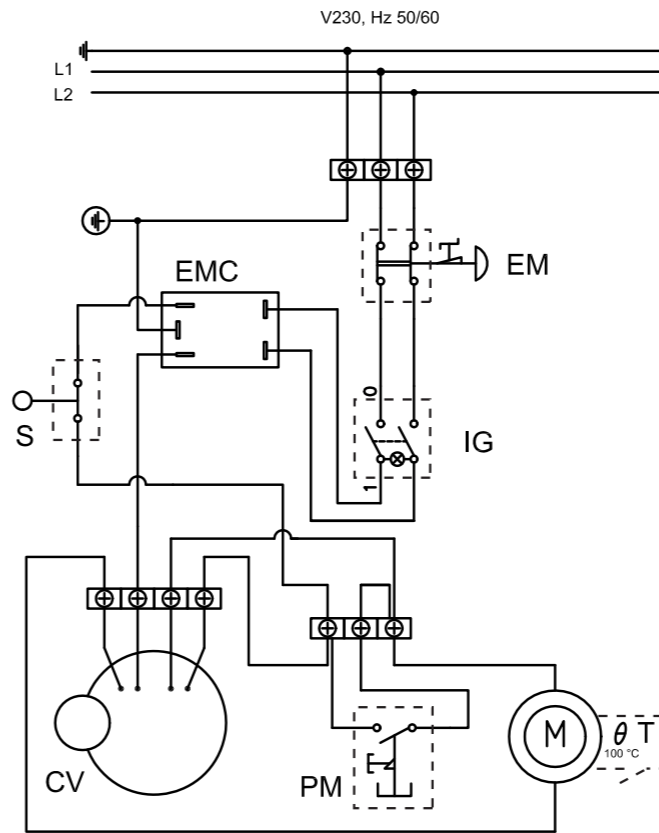 V230, Hz 50/60
L1
L2
EM
EMC
0
IG
S
1
CV
PM
M
θ T
100 °C